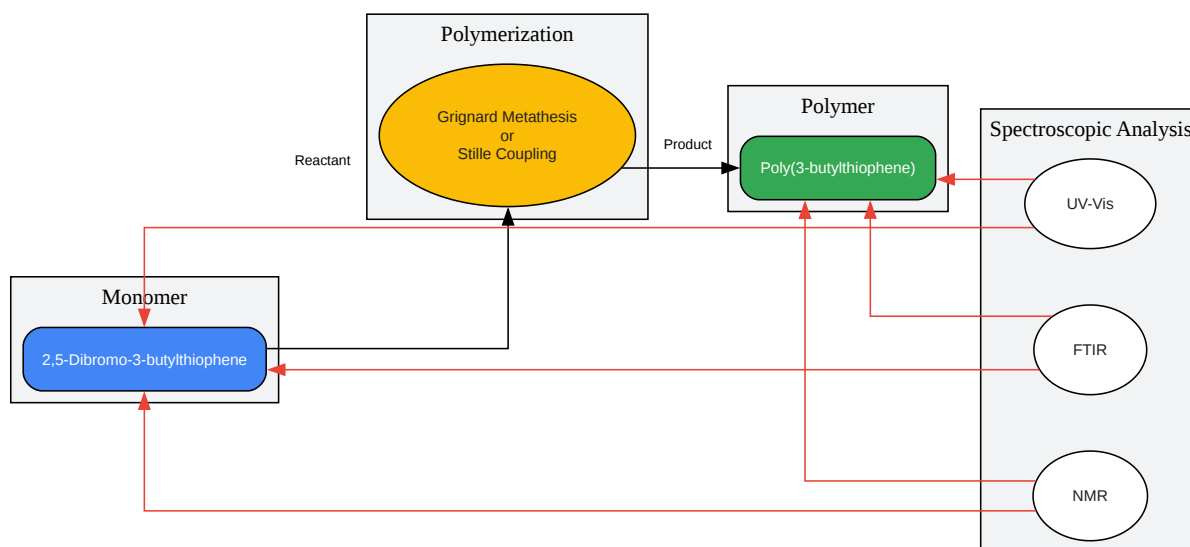 Polymerization
Grignard Metathesis
or
Stille Coupling
Reactant
Product
Polymer
Poly(3-butylthiophene)
Spectroscopic Analysis
UV-Vis
Monomer
2,5-Dibromo-3-butylthiophene
FTIR
NMR